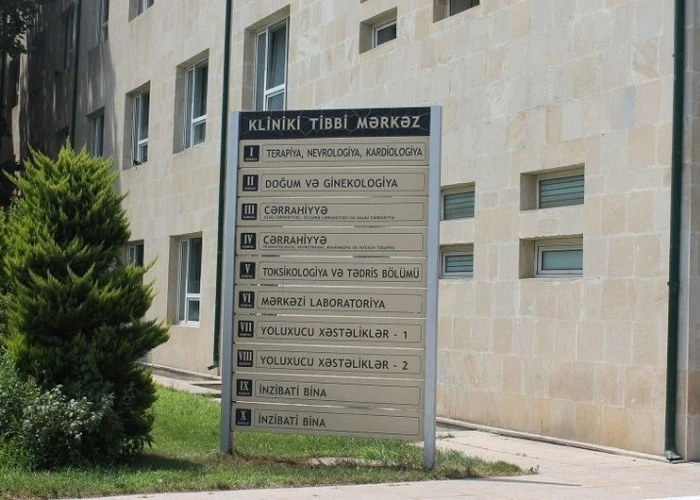 KLİNİKİ TİBBİ MƏRKƏZ
I TERAPİYA, NEVROLOGİYA, KARDİOLOGİYA
II DOĞUM VƏ GİNEKOLOGİYA
III CƏRRAHİYYƏ
IV CƏRRAHİYYƏ
V TOKSİKOLOGİYA VƏ TƏDRİS BÖLÜMÜ
VI MƏRKƏZİ LABORATORİYA
VII YOLUXUCU XƏSTƏLİKLƏR - 1
VIII YOLUXUCU XƏSTƏLİKLƏR - 2
IX İNZİBATİ BİNA
X İNZİBATİ BİNA